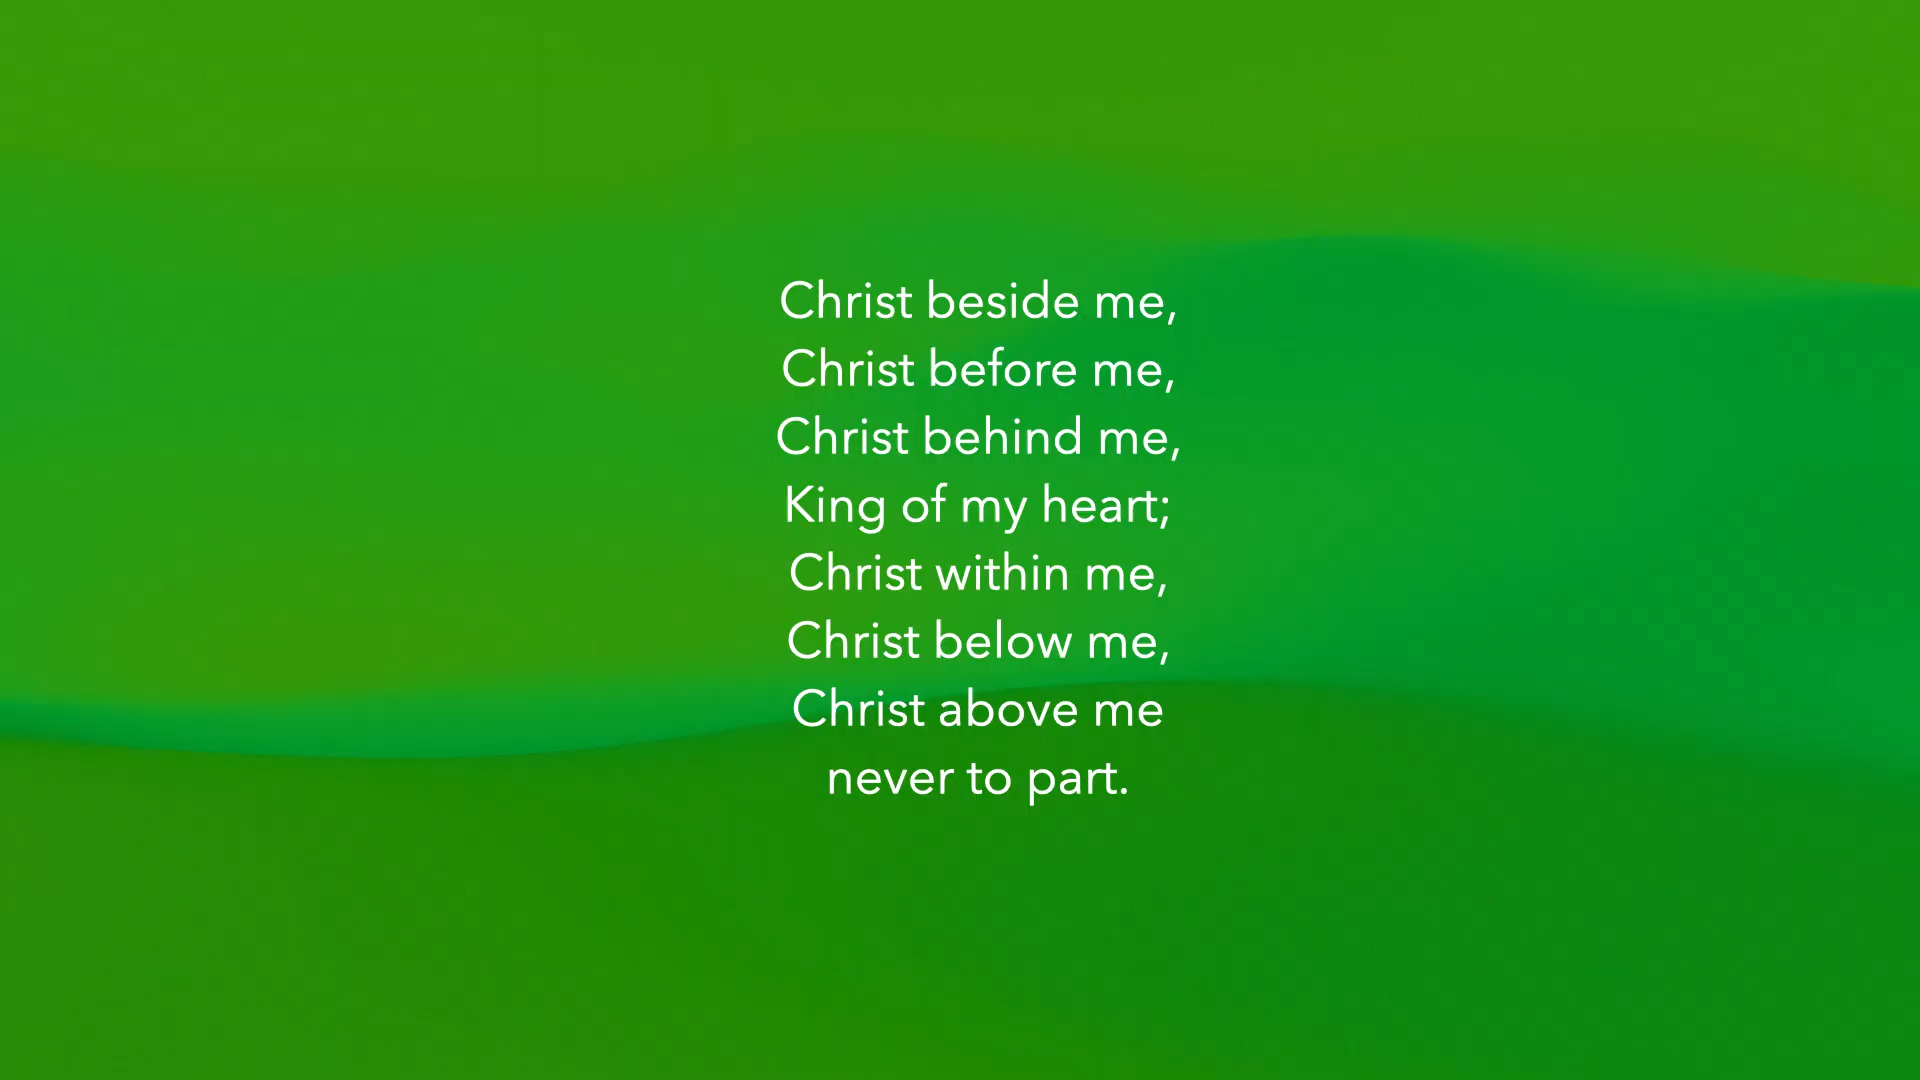 Christ beside me,
Christ before me,
Christ behind me,
King of my heart;
Christ within me,
Christ below me,
Christ above me
never to part.